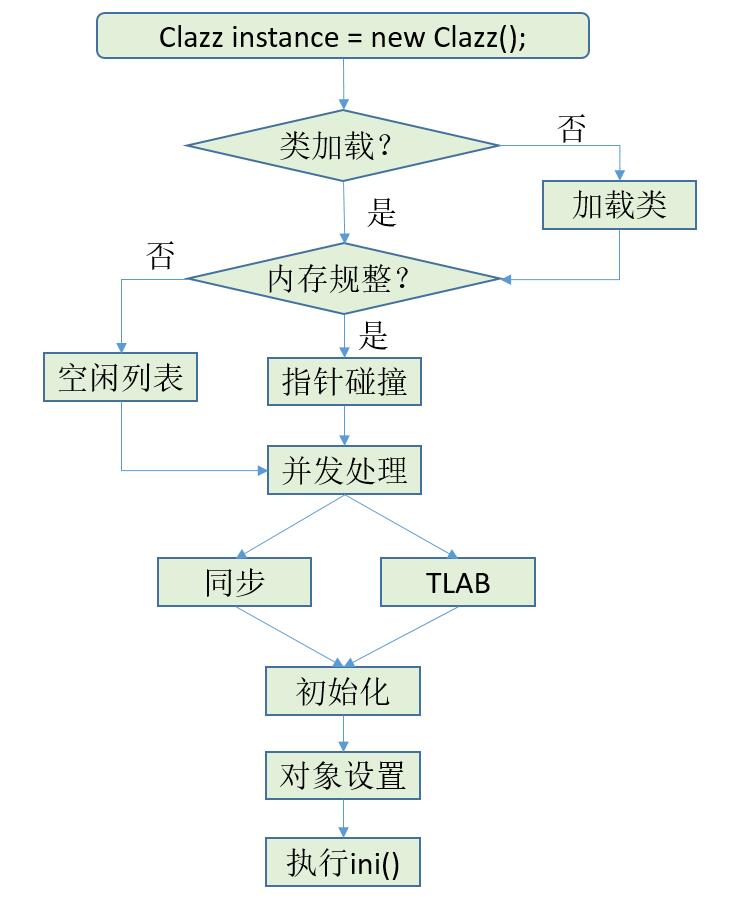 Clazz instance = new Clazz();
类加载?
否
加载类
是
内存规整?
否
是
空闲列表
指针碰撞
并发处理
同步
TLAB
初始化
对象设置
执行ini()